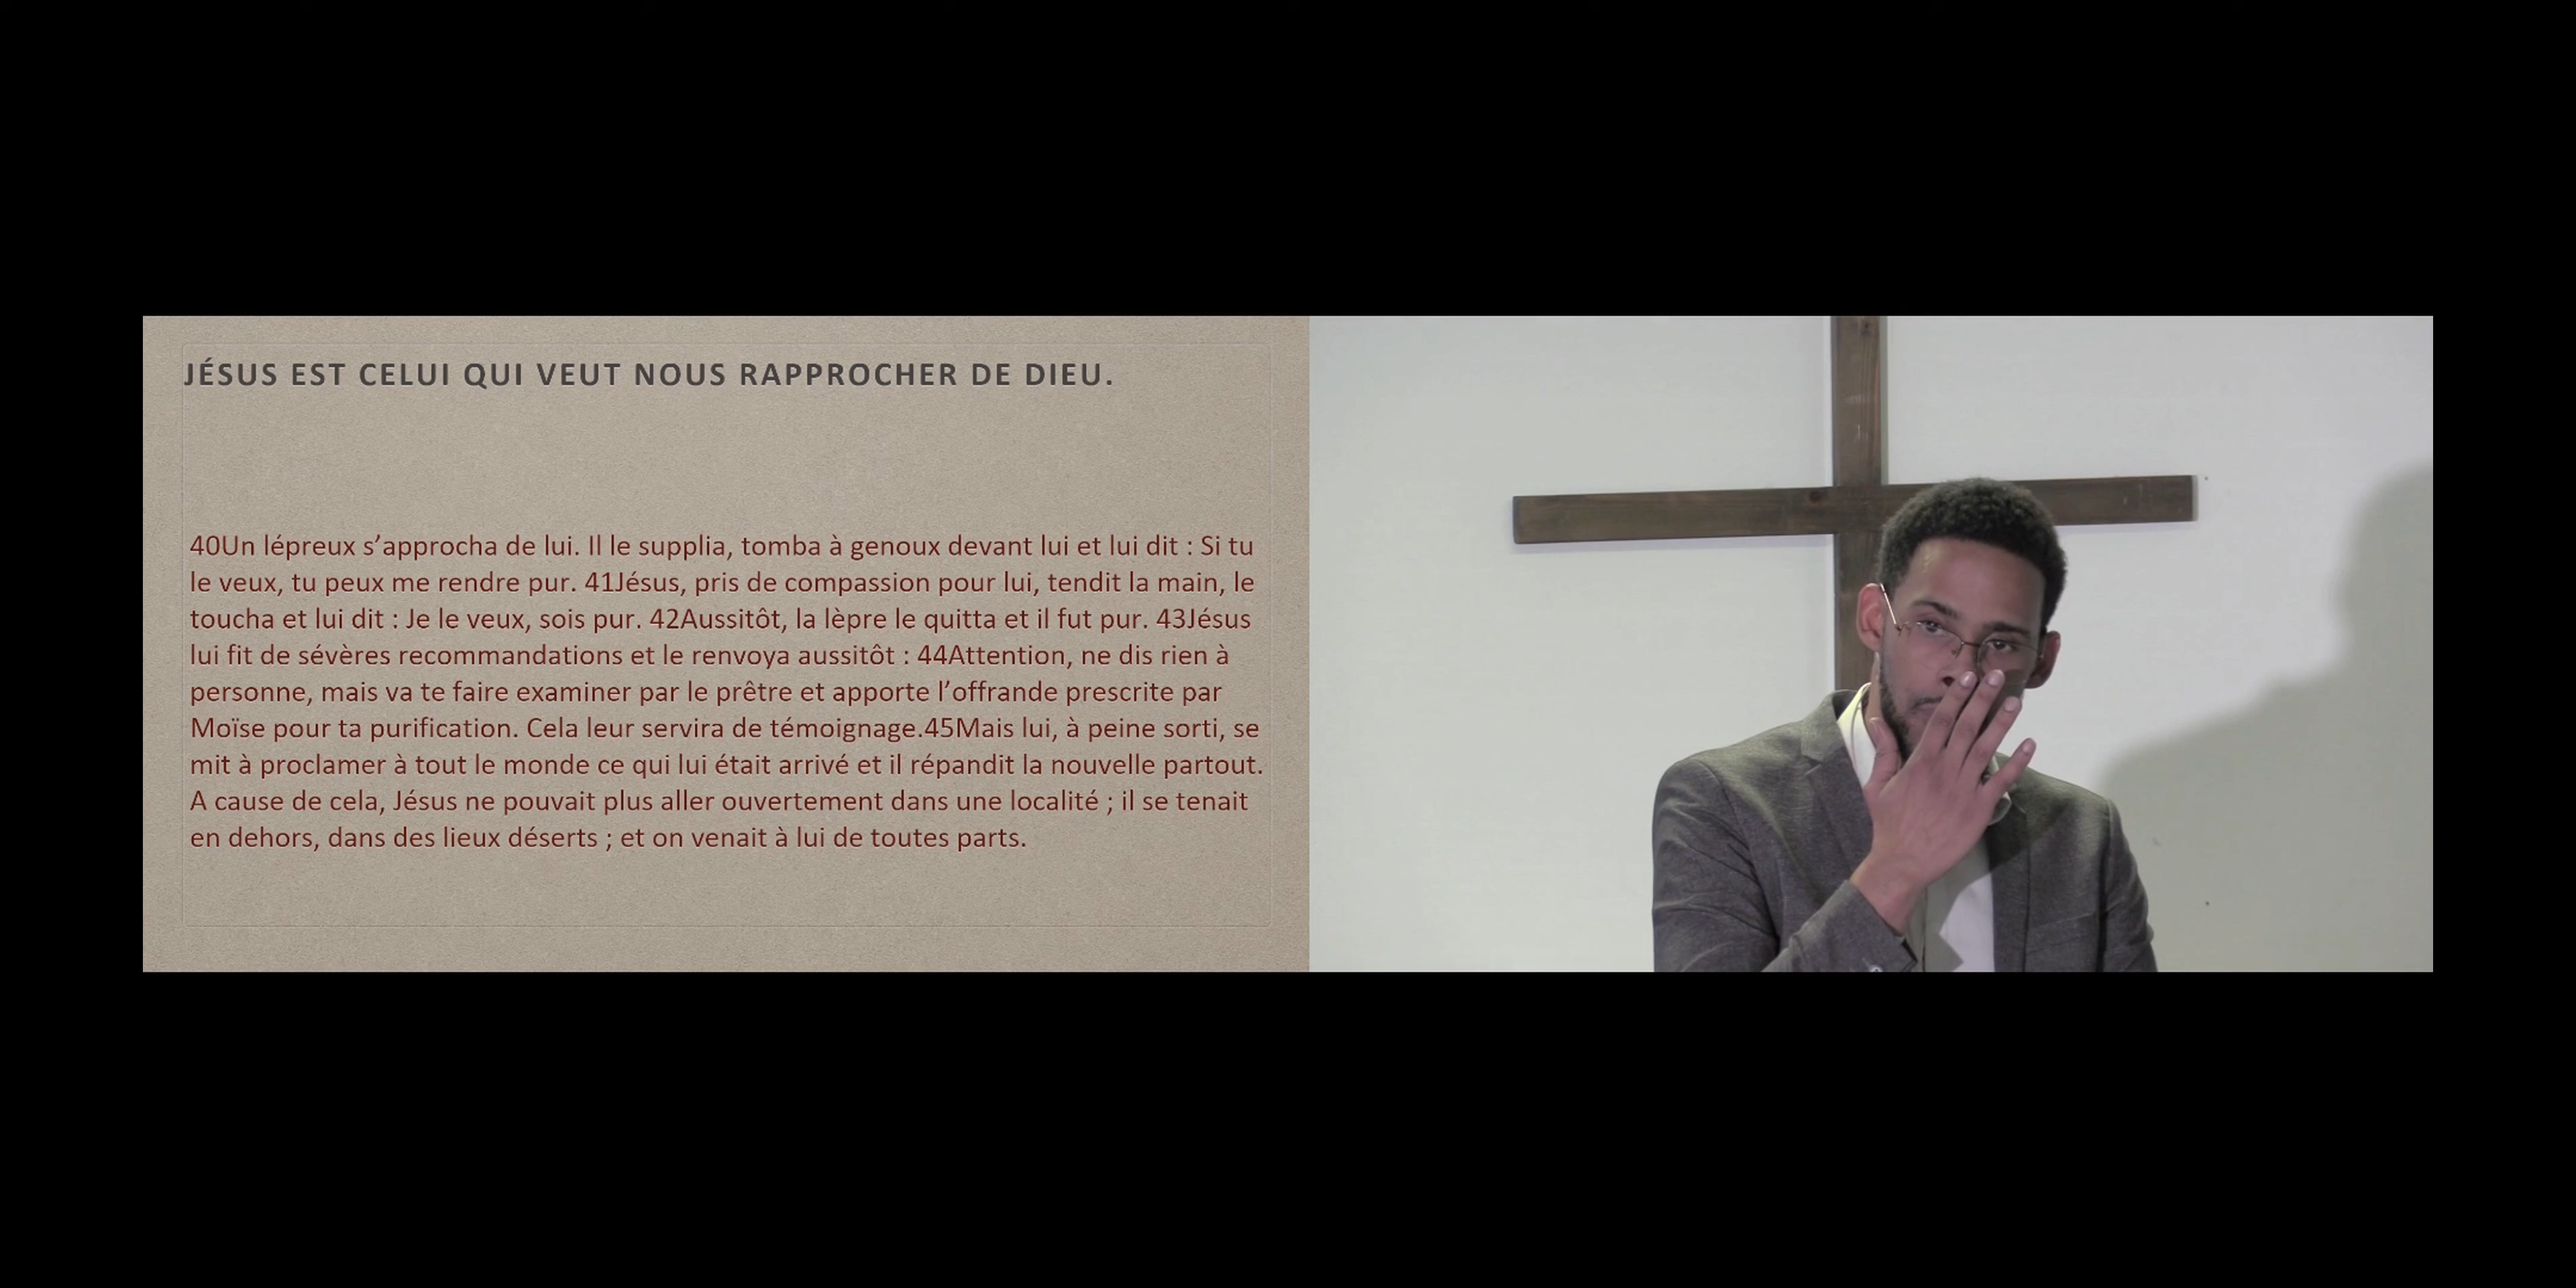 JÉSUS EST CELUI QUI VEUT NOUS RAPPROCHER DE DIEU.
40Un lépreux s’approcha de lui. Il le supplia, tomba à genoux devant lui et lui dit : Si tu
le veux, tu peux me rendre pur. 41Jésus, pris de compassion pour lui, tendit la main, le
toucha et lui dit : Je le veux, sois pur. 42Aussitôt, la lèpre le quitta et il fut pur. 43Jésus
lui fit de sévères recommandations et le renvoya aussitôt : 44Attention, ne dis rien à
personne, mais va te faire examiner par le prêtre et apporte l’offrande prescrite par
Moïse pour ta purification. Cela leur servira de témoignage.45Mais lui, à peine sorti, se
mit à proclamer à tout le monde ce qui lui était arrivé et il répandit la nouvelle partout.
A cause de cela, Jésus ne pouvait plus aller ouvertement dans une localité ; il se tenait
en dehors, dans des lieux déserts ; et on venait à lui de toutes parts.